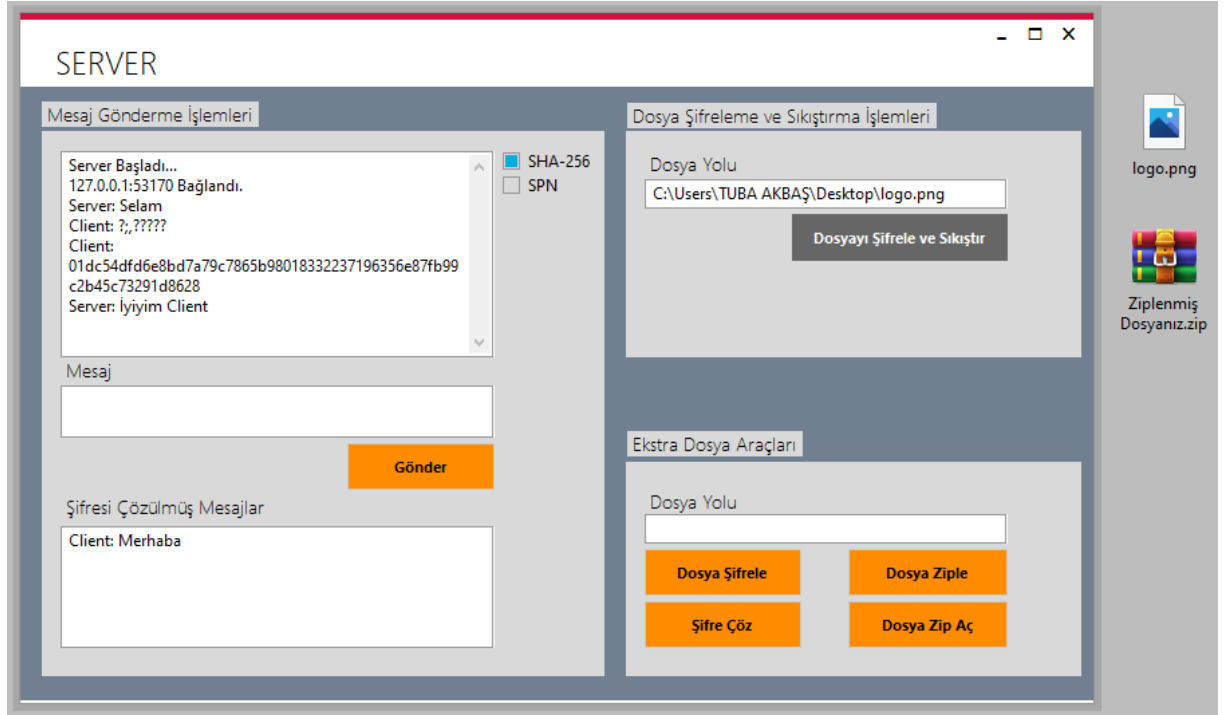 SERVER
Mesaj Gönderme İşlemleri
Server Başladı...
127.0.0.1:53170 Bağlandı.
Server: Selam
Client: ?;,?????
Client:
01dc54dfd6e8bd7a79c7865b98018332237196356e87fb99
c2b45c73291d8628
Server: İyiyim Client
SHA-256
SPN
Mesaj
Gönder
Şifresi Çözülmüş Mesajlar
Client: Merhaba
Dosya Şifreleme ve Sıkıştırma İşlemleri
Dosya Yolu
C:\Users\TUBA AKBAŞ\Desktop\logo.png
Dosyayı Şifrele ve Sıkıştır
Ekstra Dosya Araçları
Dosya Yolu
Dosya Şifrele
Dosya Ziple
Şifre Çöz
Dosya Zip Aç
logo.png
Ziplenmiş
Dosyanız.zip